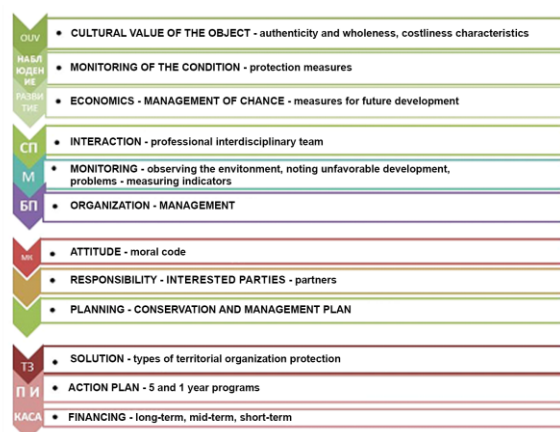 OUV
• CULTURAL VALUE OF THE OBJECT - authenticity and wholeness, costliness characteristics
НАБЛ
ЮДЕН
ИЕ
• MONITORING OF THE CONDITION - protection measures
РАЗВИ
ТИЕ
• ECONOMICS - MANAGEMENT OF CHANCE - measures for future development
СП
• INTERACTION - professional interdisciplinary team
М
• MONITORING - observing the envitonment, noting unfavorable development,
problems - measuring indicators
БП
• ORGANIZATION - MANAGEMENT
МК
• ATTITUDE - moral code
• RESPONSIBILITY - INTERESTED PARTIES - partners
• PLANNING - CONSERVATION AND MANAGEMENT PLAN
ТЗ
• SOLUTION - types of territorial organization protection
П И
• ACTION PLAN - 5 and 1 year programs
КАСА
• FINANCING - long-term, mid-term, short-term